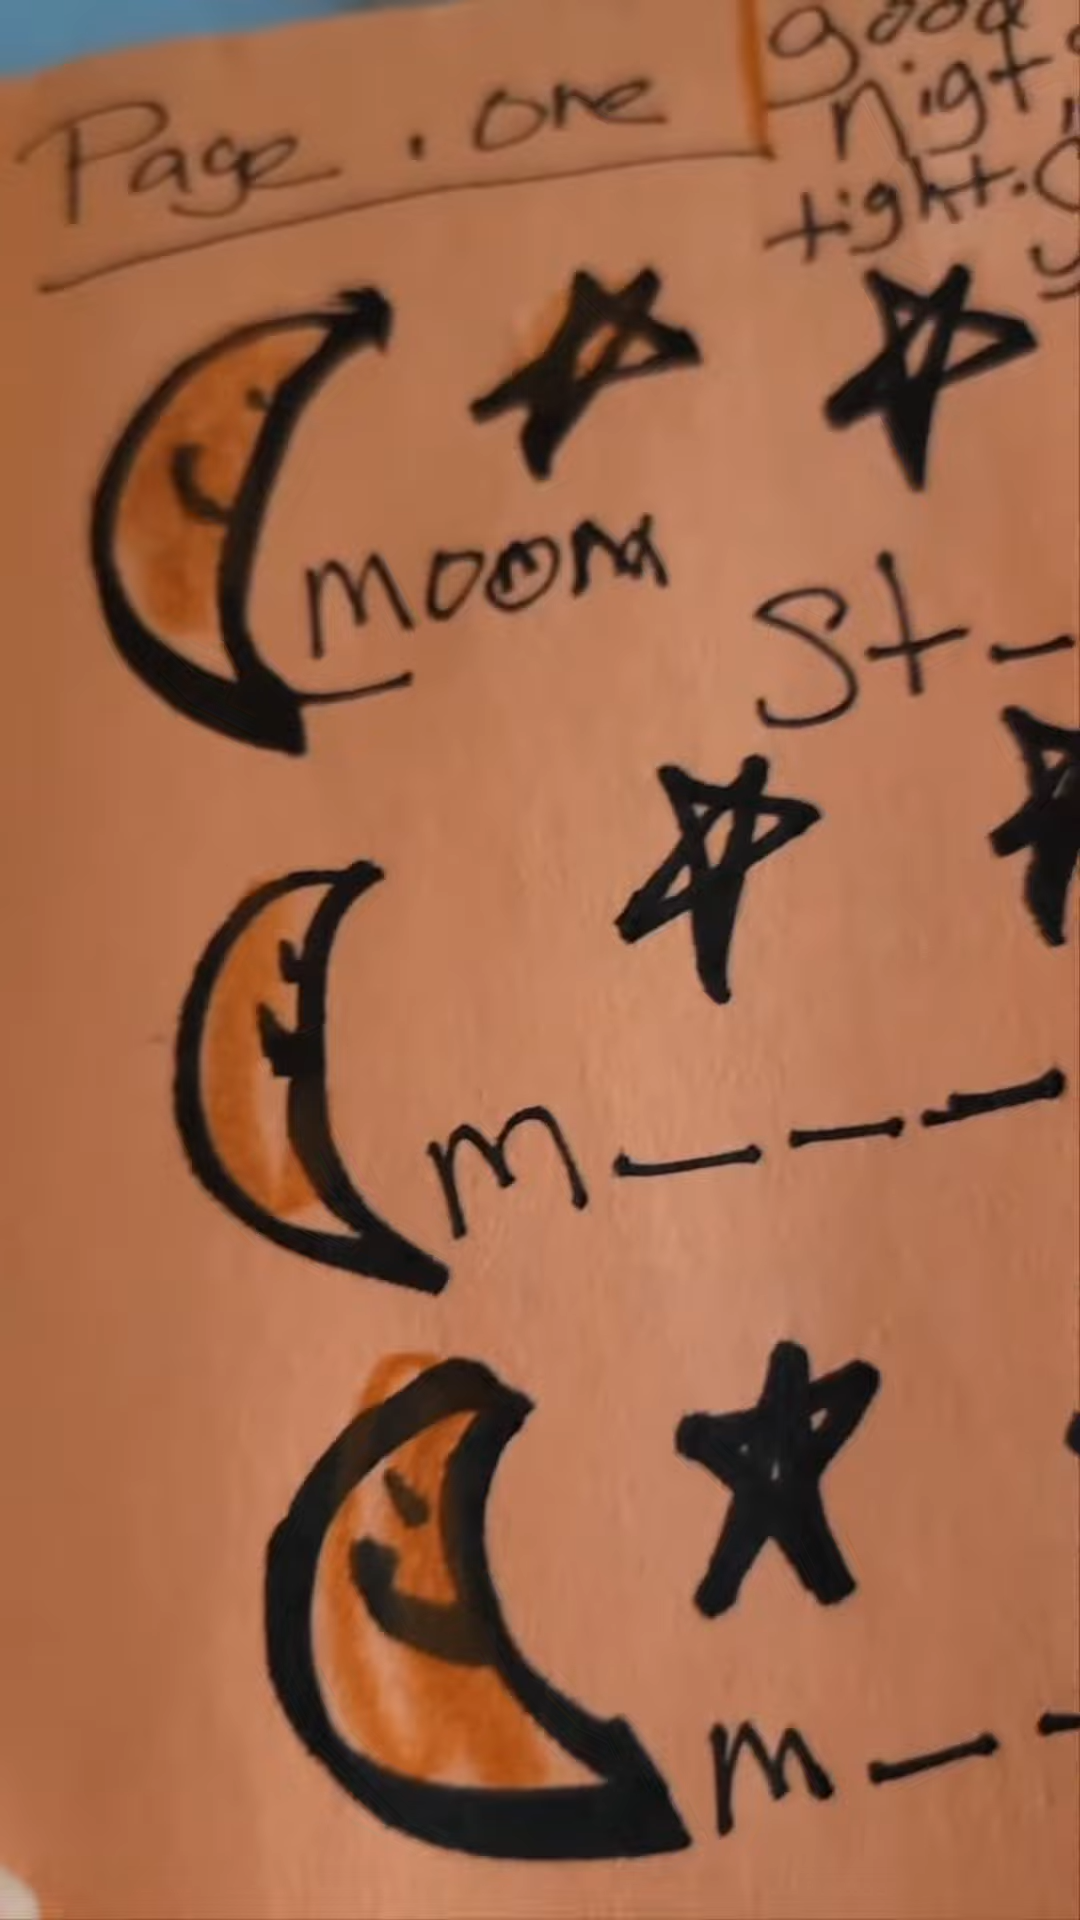 Page . one
good
nigt
tight.
moon
st -
m - - -
m - -